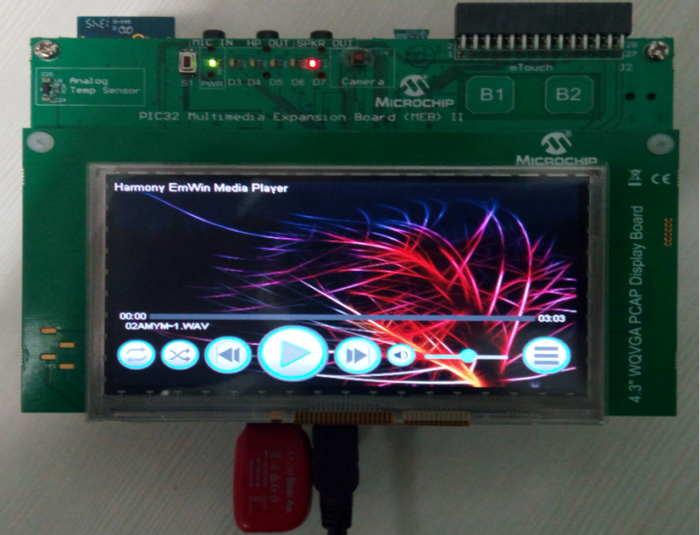 MIC IN HP OUT SPKR OUT
S1 PWR D3 D4 D5 D6 D7 Camera
Analog
Temp Sensor
MICROCHIP
mTouch
J2
B1 B2
PIC32 Multimedia Expansion Board (MEB) II
MICROCHIP
CE
Harmony EmWin Media Player
00:00 03:03
02AMYM~1.WAV
4.3" WQVGA PCAP Display Board